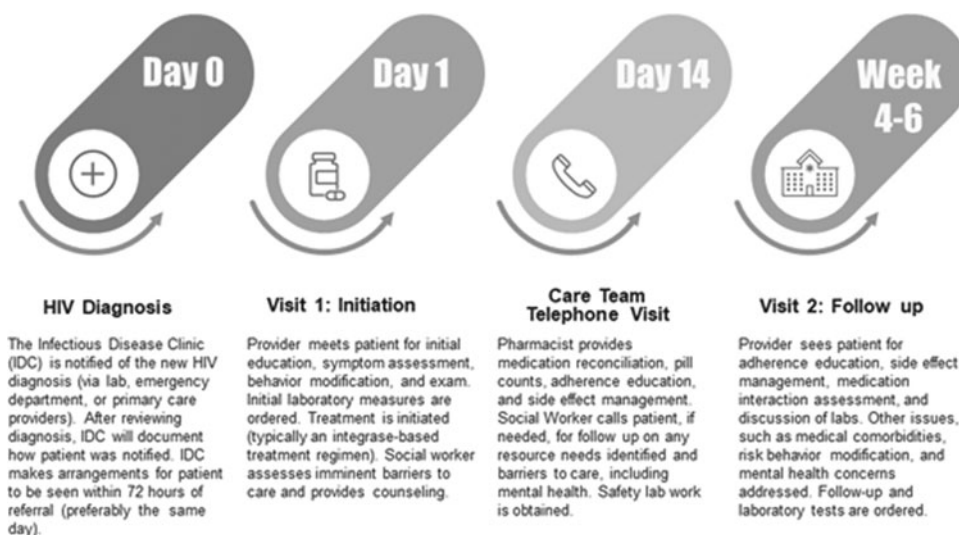 Day 0
HIV Diagnosis
The Infectious Disease Clinic
(IDC) is notified of the new HIV
diagnosis (via lab, emergency
department, or primary care
providers). After reviewing
diagnosis, IDC will document
how patient was notified. IDC
makes arrangements for patient
to be seen within 72 hours of
referral (preferably the same
day).
Day 1
Visit 1: Initiation
Provider meets patient for initial
education, symptom assessment,
behavior modification, and exam.
Initial laboratory measures are
ordered. Treatment is initiated
(typically an integrase-based
treatment regimen). Social worker
assesses imminent barriers to
care and provides counseling.
Day 14
Care Team
Telephone Visit
Pharmacist provides
medication reconciliation, pill
counts, adherence education,
and side effect management.
Social Worker calls patient, if
needed, for follow up on any
resource needs identified and
barriers to care, including
mental health. Safety lab work
is obtained.
Week
4-6
Visit 2: Follow up
Provider sees patient for
adherence education, side effect
management, medication
interaction assessment, and
discussion of labs. Other issues,
such as medical comorbidities,
risk behavior modification, and
mental health concerns
addressed. Follow-up and
laboratory tests are ordered.